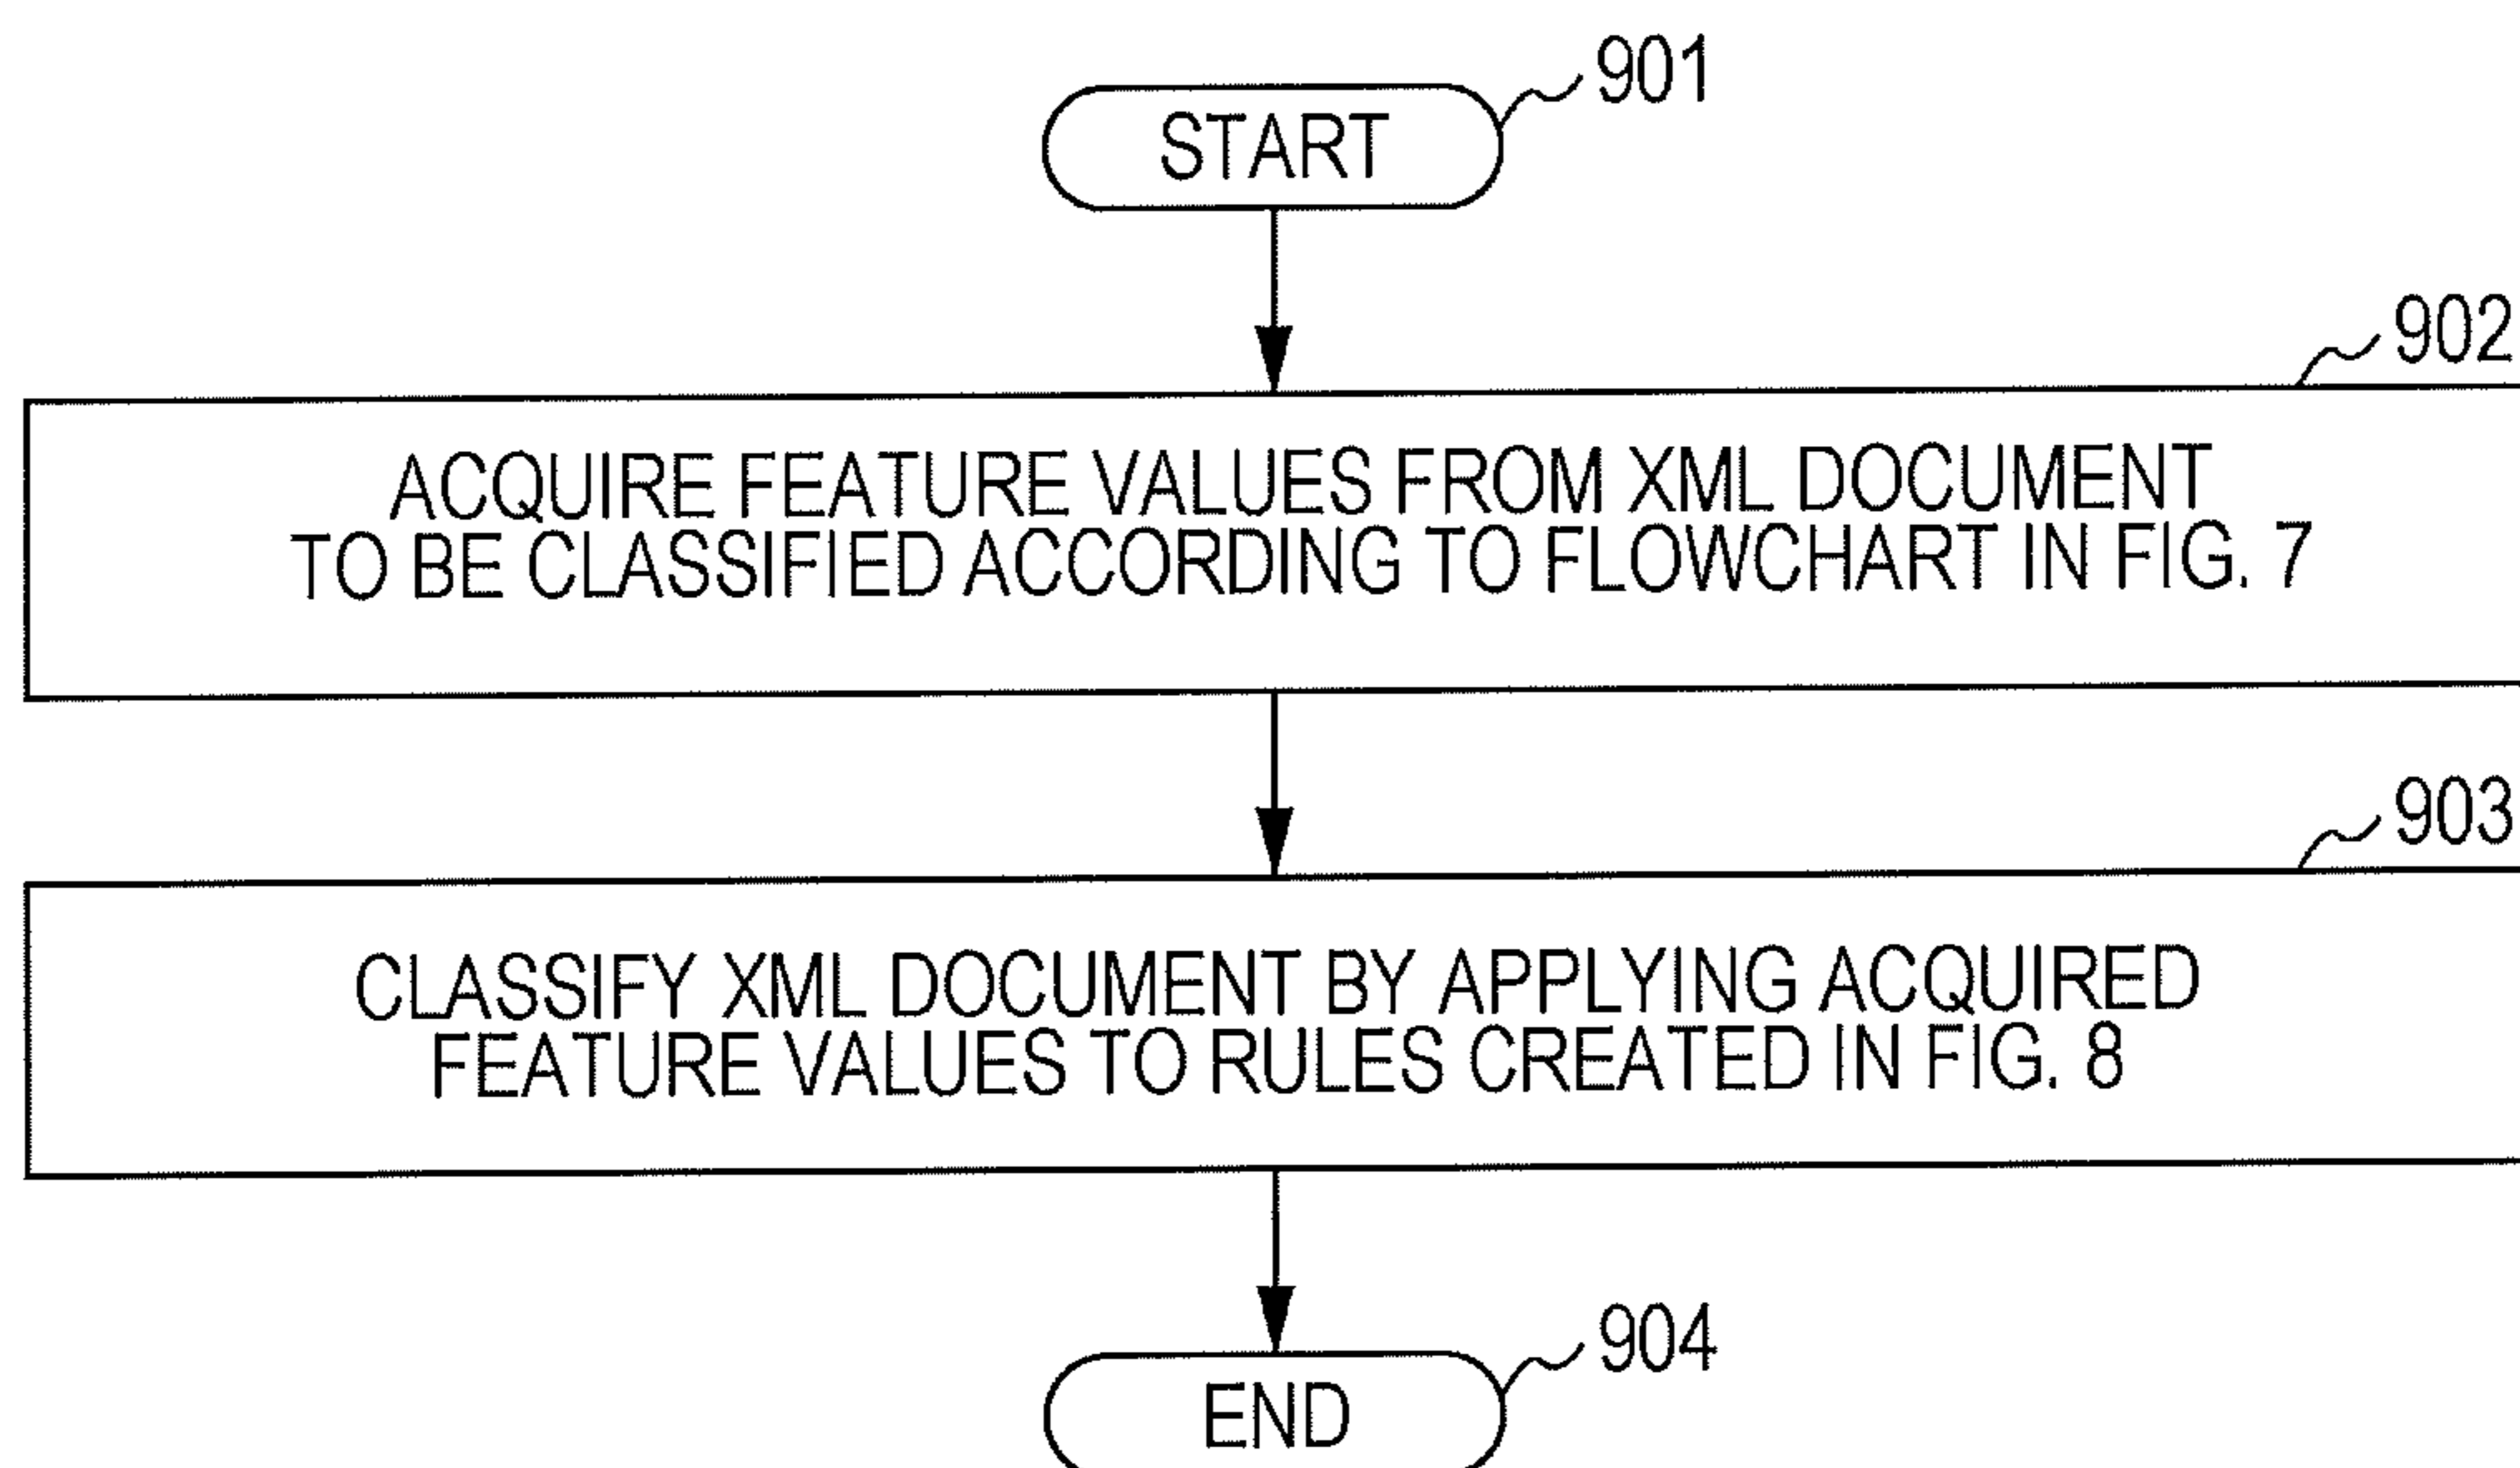 901
START
902
ACQUIRE FEATURE VALUES FROM XML DOCUMENT
TO BE CLASSIFIED ACCORDING TO FLOWCHART IN FIG. 7
903
CLASSIFY XML DOCUMENT BY APPLYING ACQUIRED
FEATURE VALUES TO RULES CREATED IN FIG. 8
904
END